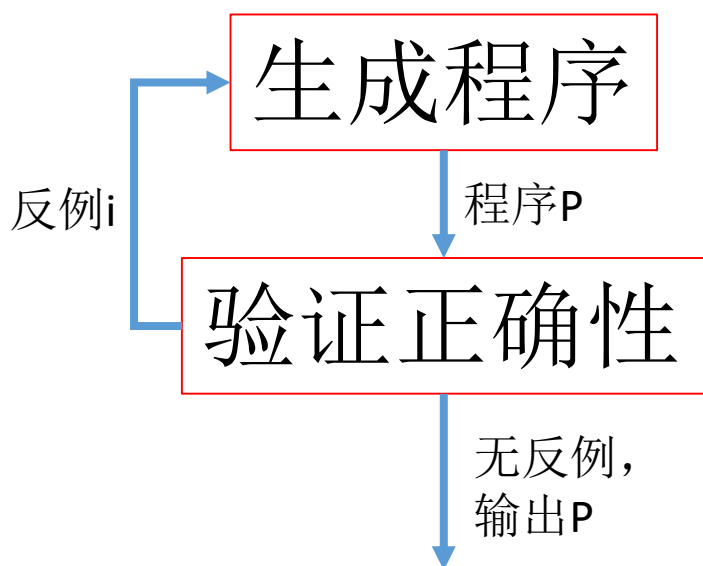 生成程序
反例i
程序P
验证正确性
无反例，
输出P